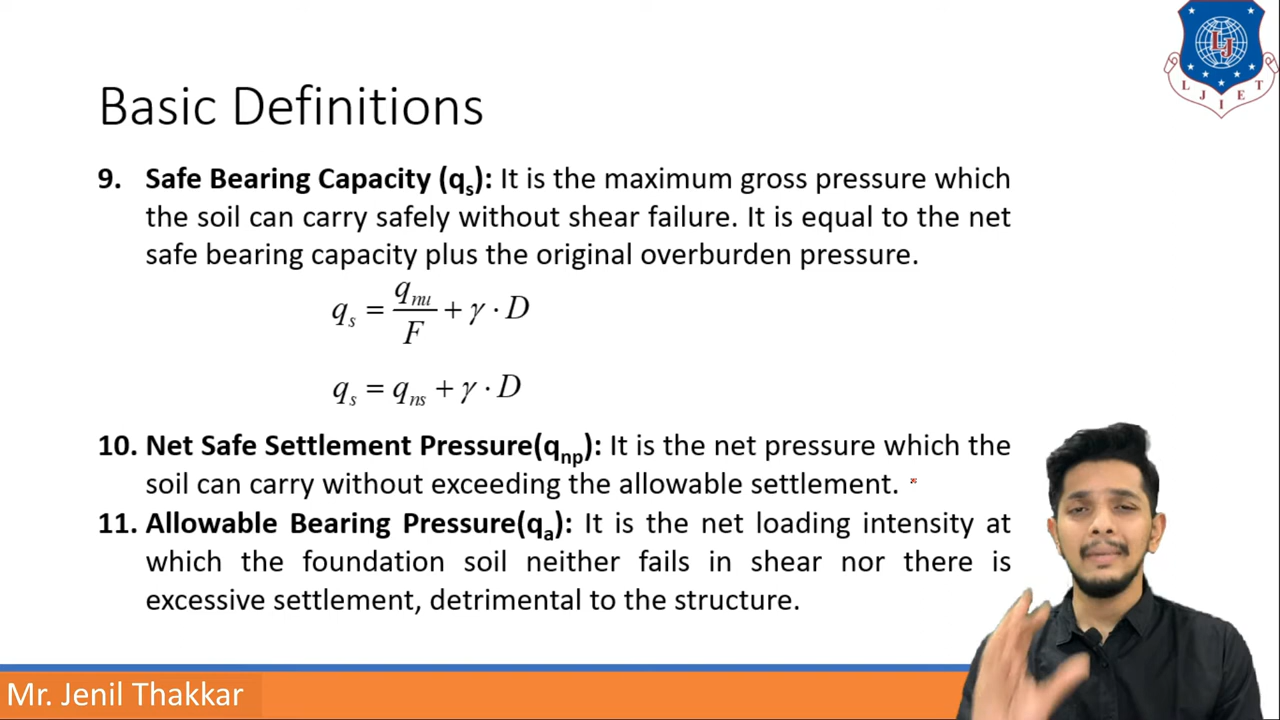 LJ
L J I E T
Basic Definitions
9. Safe Bearing Capacity (qs): It is the maximum gross pressure which
the soil can carry safely without shear failure. It is equal to the net
safe bearing capacity plus the original overburden pressure.
qs = qnu/F + γ · D
qs = qns + γ · D
10. Net Safe Settlement Pressure(qnp): It is the net pressure which the
soil can carry without exceeding the allowable settlement.
11. Allowable Bearing Pressure(qa): It is the net loading intensity at
which the foundation soil neither fails in shear nor there is
excessive settlement, detrimental to the structure.
Mr. Jenil Thakkar